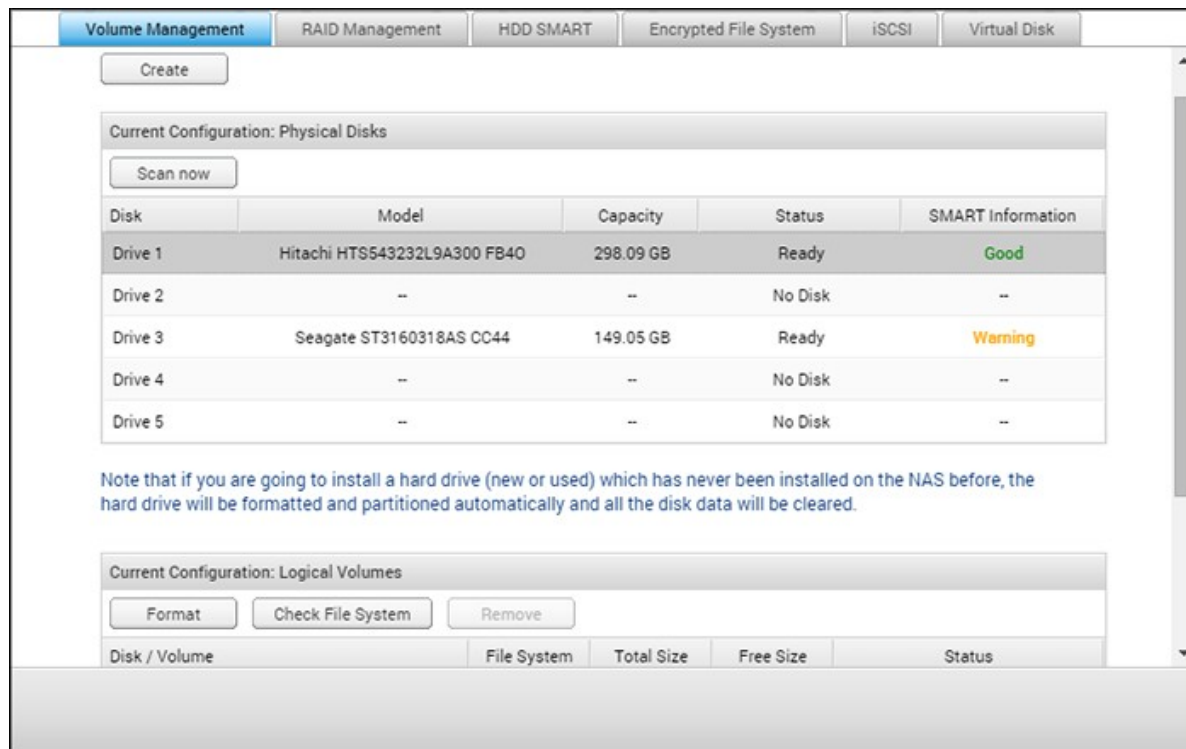 Volume Management RAID Management HDD SMART Encrypted File System iSCSI Virtual Disk
Create
Current Configuration: Physical Disks
Scan now
Disk Model Capacity Status SMART Information
Drive 1 Hitachi HTS543232L9A300 FB4O 298.09 GB Ready Good
Drive 2 -- -- No Disk --
Drive 3 Seagate ST3160318AS CC44 149.05 GB Ready Warning
Drive 4 -- -- No Disk --
Drive 5 -- -- No Disk --
Note that if you are going to install a hard drive (new or used) which has never been installed on the NAS before, the
hard drive will be formatted and partitioned automatically and all the disk data will be cleared.
Current Configuration: Logical Volumes
Format Check File System Remove
Disk / Volume File System Total Size Free Size Status